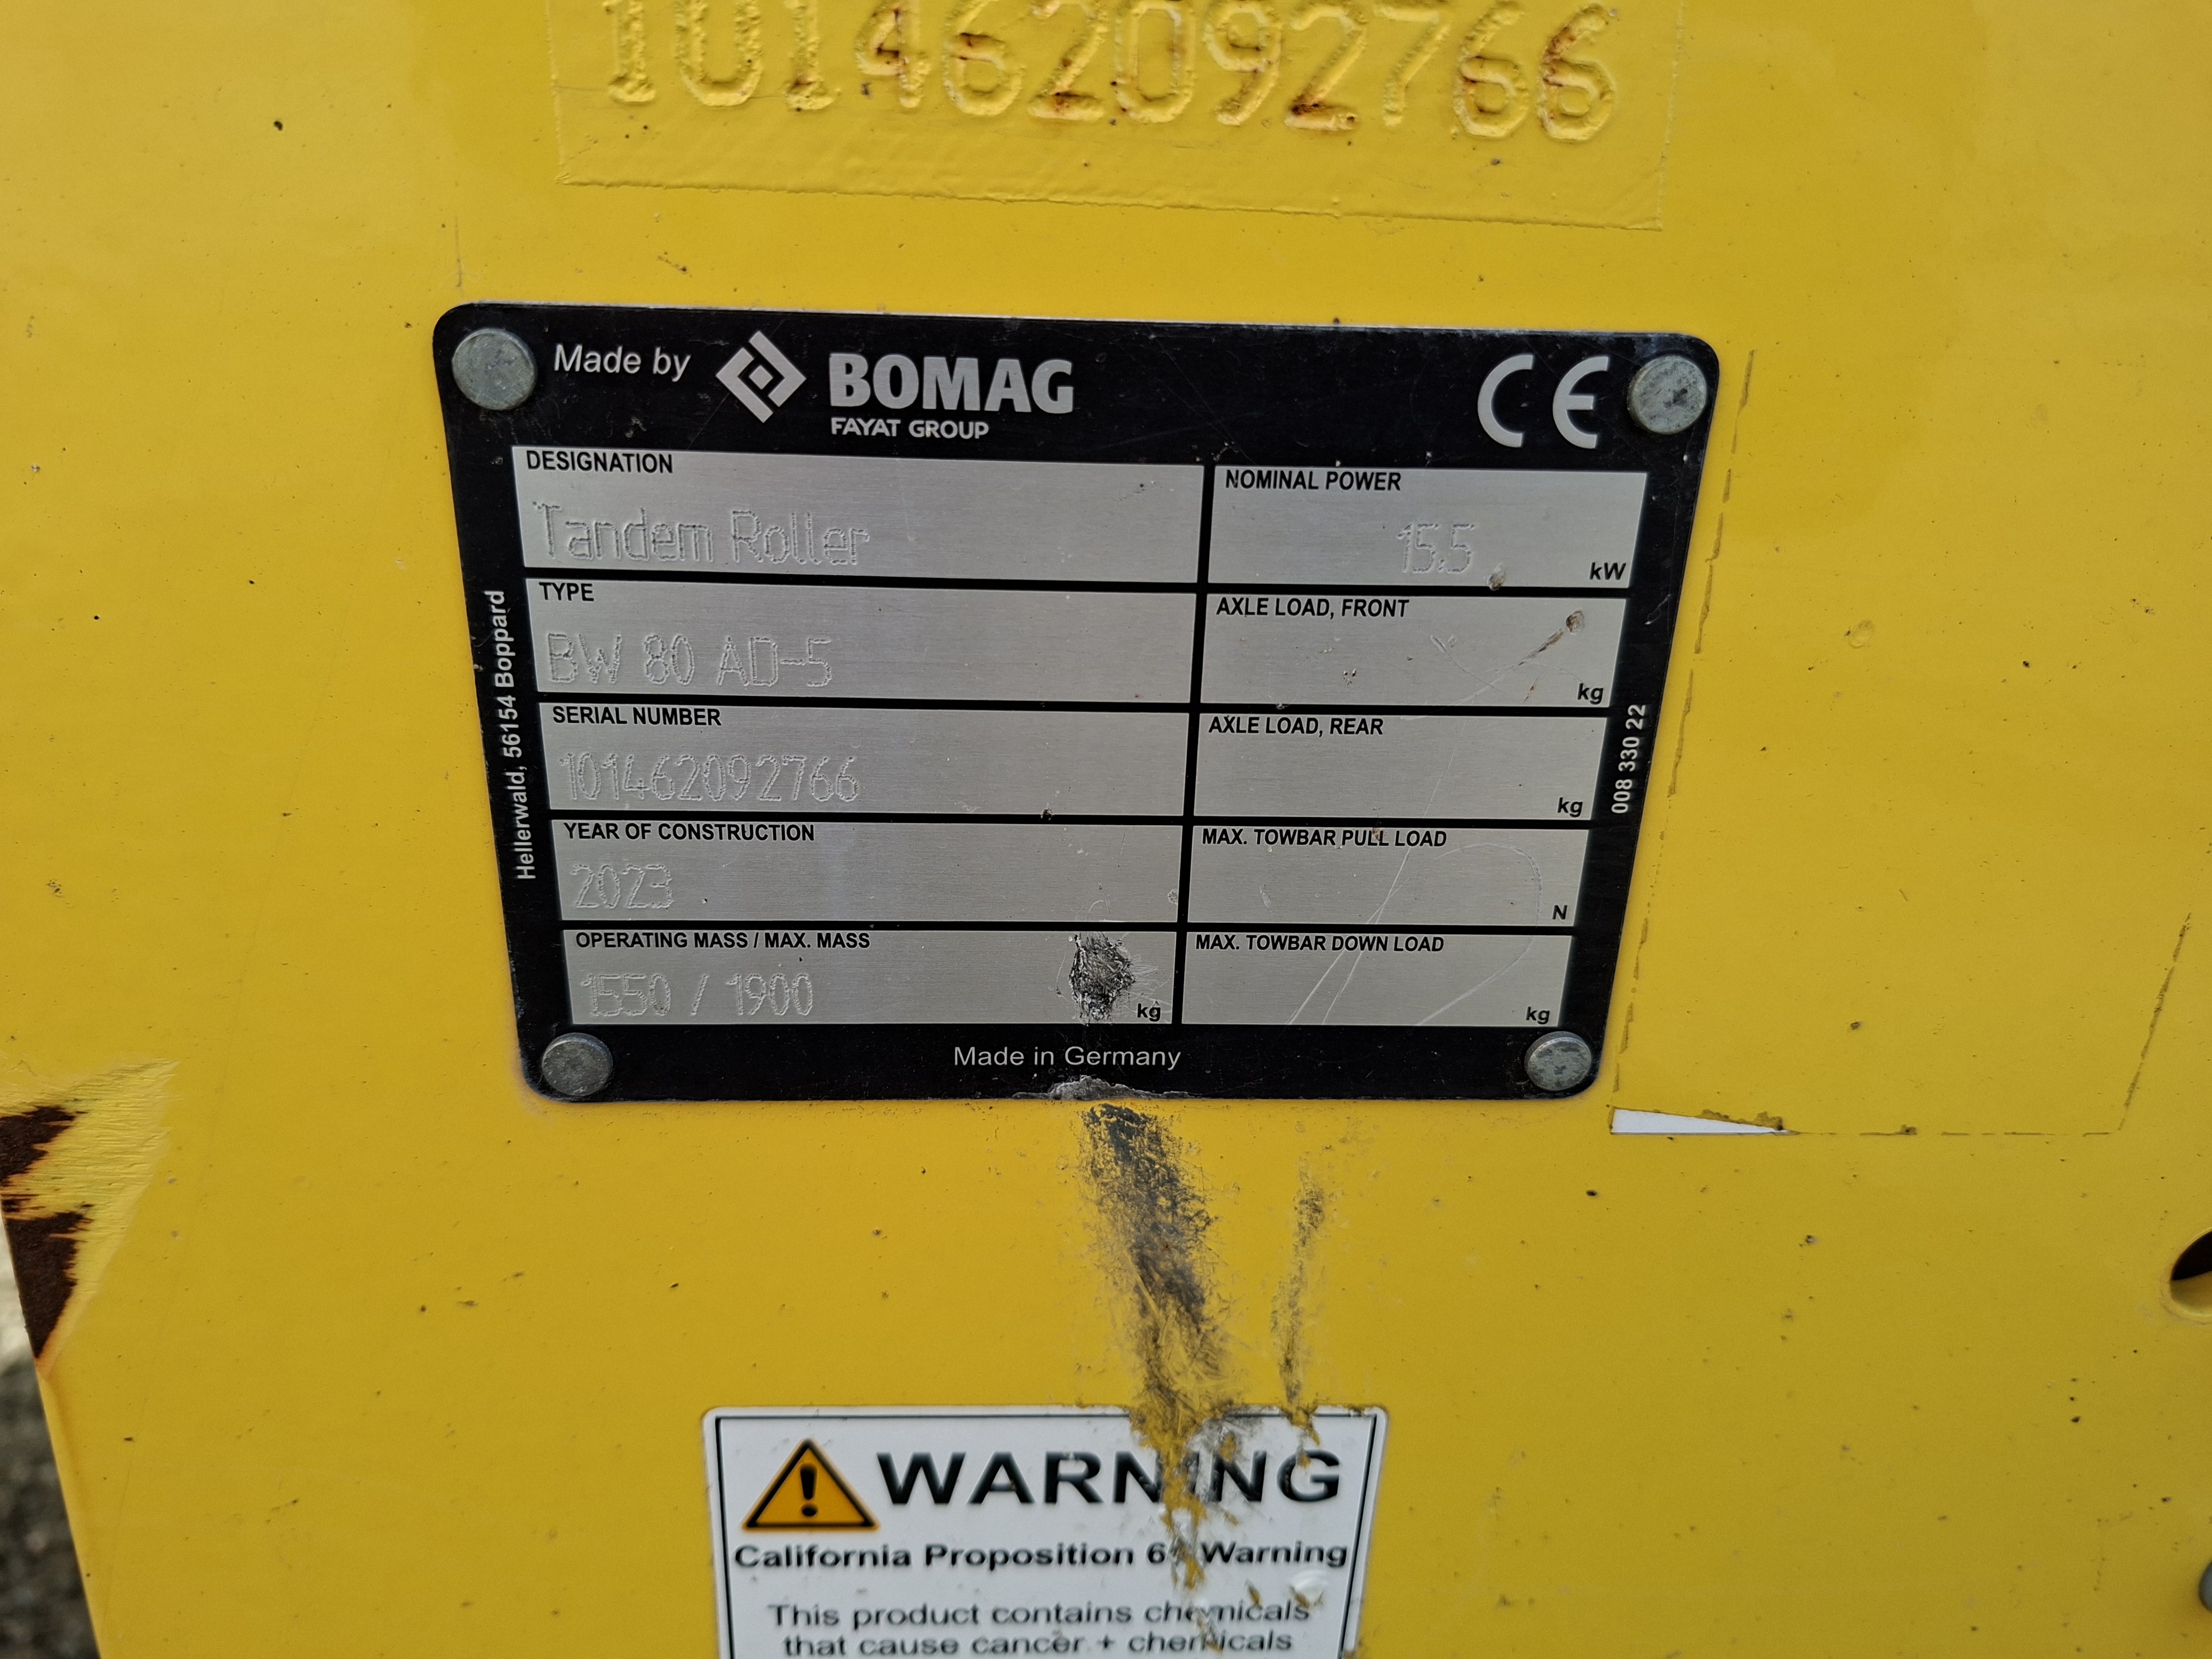 101462092766
Made by BOMAG
FAYAT GROUP
CE
DESIGNATION
Tandem Roller
NOMINAL POWER
15.5 kW
TYPE
BW 80 AD-5
AXLE LOAD, FRONT
kg
SERIAL NUMBER
101462092766
AXLE LOAD, REAR
kg
YEAR OF CONSTRUCTION
2023
MAX. TOWBAR PULL LOAD
N
OPERATING MASS / MAX. MASS
1550 / 1900 kg
MAX. TOWBAR DOWN LOAD
kg
Hellerwald, 56154 Boppard
008 330 22
Made in Germany
WARNING
California Proposition 65 Warning
This product contains chemicals
that cause cancer + chemicals